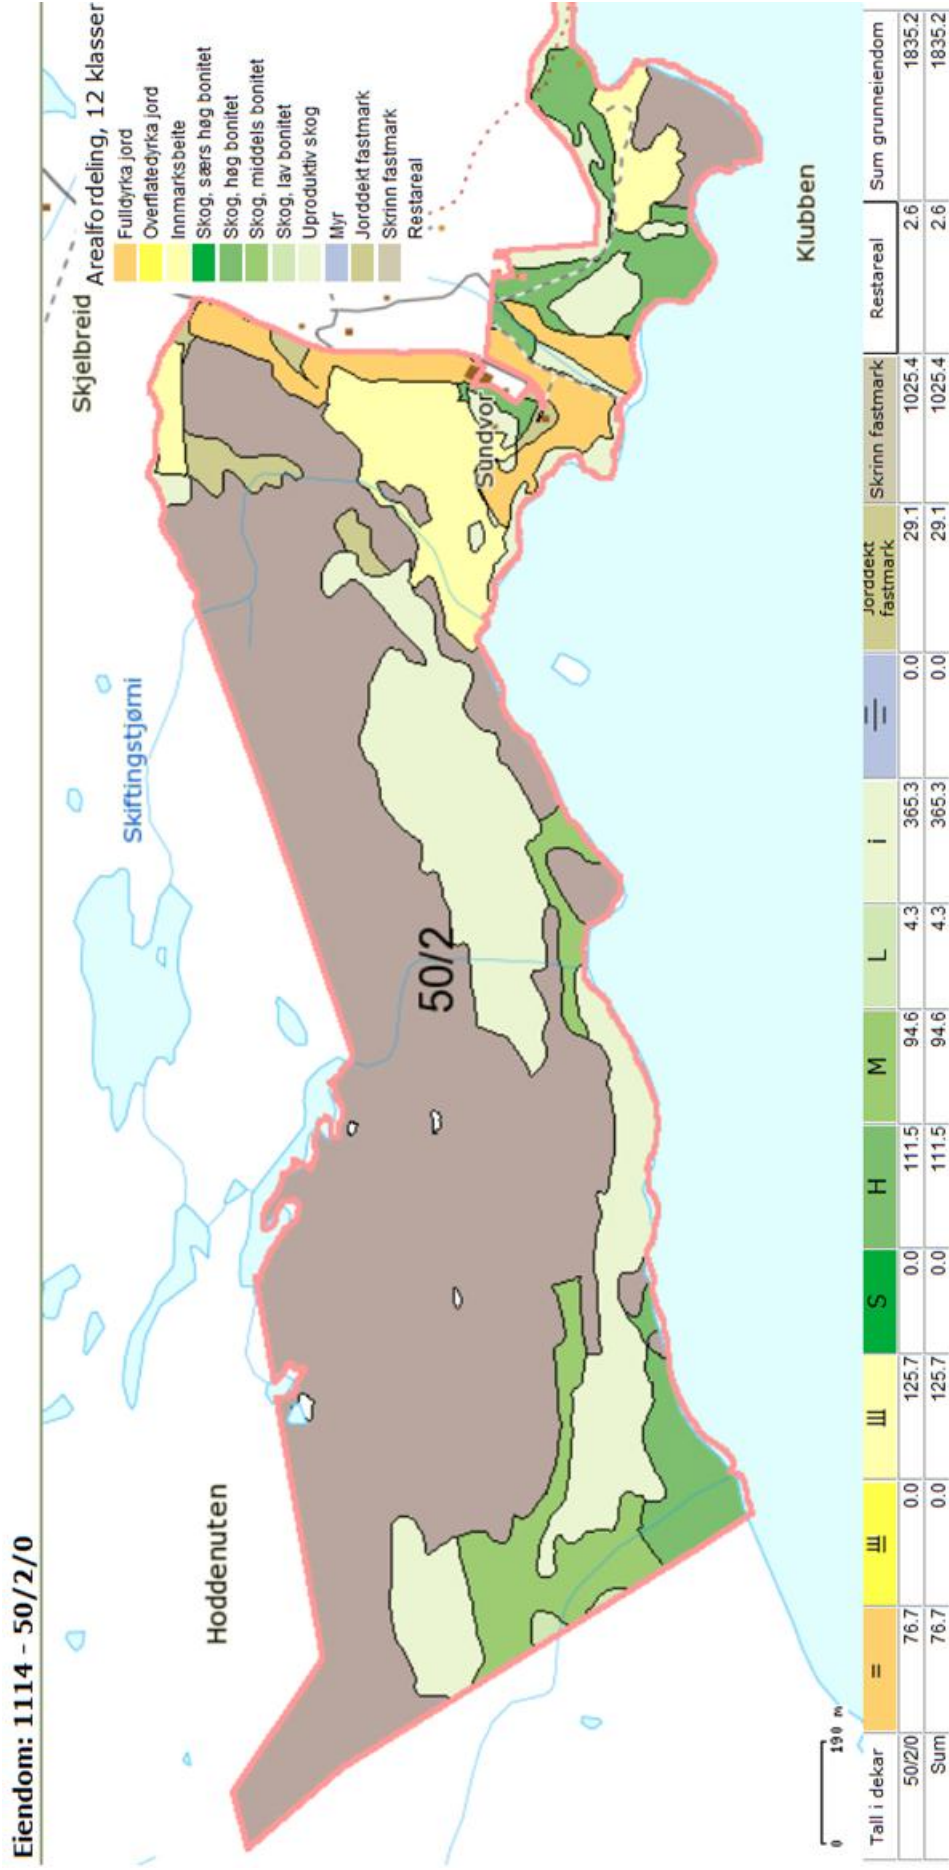 Eiendom: 1114 - 50/2/0
Arealfordeling, 12 klasser
Fulldyrka jord
Overflatedyrka jord
Innmarksbeite
Skog, særs høg bonitet
Skog, høg bonitet
Skog, middels bonitet
Skog, lav bonitet
Uproduktiv skog
Myr
Jorddekt fastmark
Skrinn fastmark
Restareal
Skjelbreid
Skiftingstjørni
Hoddenuten
50/2
Sundvor
Klubben
0 190 m
Tall i dekar S H M L i Jorddekt fastmark Skrinn fastmark Restareal Sum grunneiendom
50/2/0 76.7 0.0 125.7 0.0 111.5 94.6 4.3 365.3 0.0 29.1 1025.4 2.6 1835.2
Sum 76.7 0.0 125.7 0.0 111.5 94.6 4.3 365.3 0.0 29.1 1025.4 2.6 1835.2